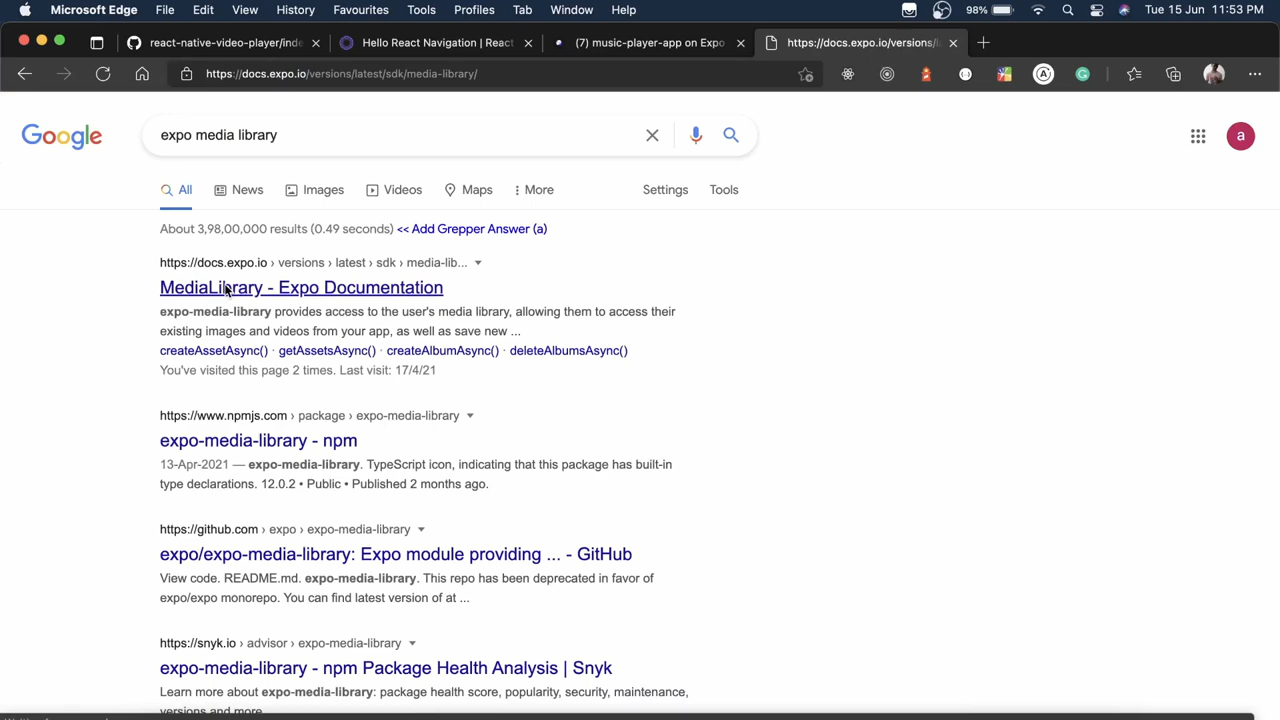 Microsoft Edge File Edit View History Favourites Tools Profiles Tab Window Help 98% Tue 15 Jun 11:53 PM
react-native-video-player/inde Hello React Navigation | React (7) music-player-app on Expo https://docs.expo.io/versions/l
https://docs.expo.io/versions/latest/sdk/media-library/
Google expo media library a
All News Images Videos Maps More Settings Tools
About 3,98,00,000 results (0.49 seconds) << Add Grepper Answer (a)
https://docs.expo.io › versions › latest › sdk › media-lib...
MediaLibrary - Expo Documentation
expo-media-library provides access to the user's media library, allowing them to access their
existing images and videos from your app, as well as save new ...
createAssetAsync() · getAssetsAsync() · createAlbumAsync() · deleteAlbumsAsync()
You've visited this page 2 times. Last visit: 17/4/21
https://www.npmjs.com › package › expo-media-library
expo-media-library - npm
13-Apr-2021 — expo-media-library. TypeScript icon, indicating that this package has built-in
type declarations. 12.0.2 • Public • Published 2 months ago.
https://github.com › expo › expo-media-library
expo/expo-media-library: Expo module providing ... - GitHub
View code. README.md. expo-media-library. This repo has been deprecated in favor of
expo/expo monorepo. You can find latest version of at ...
https://snyk.io › advisor › expo-media-library
expo-media-library - npm Package Health Analysis | Snyk
Learn more about expo-media-library: package health score, popularity, security, maintenance,
versions and more